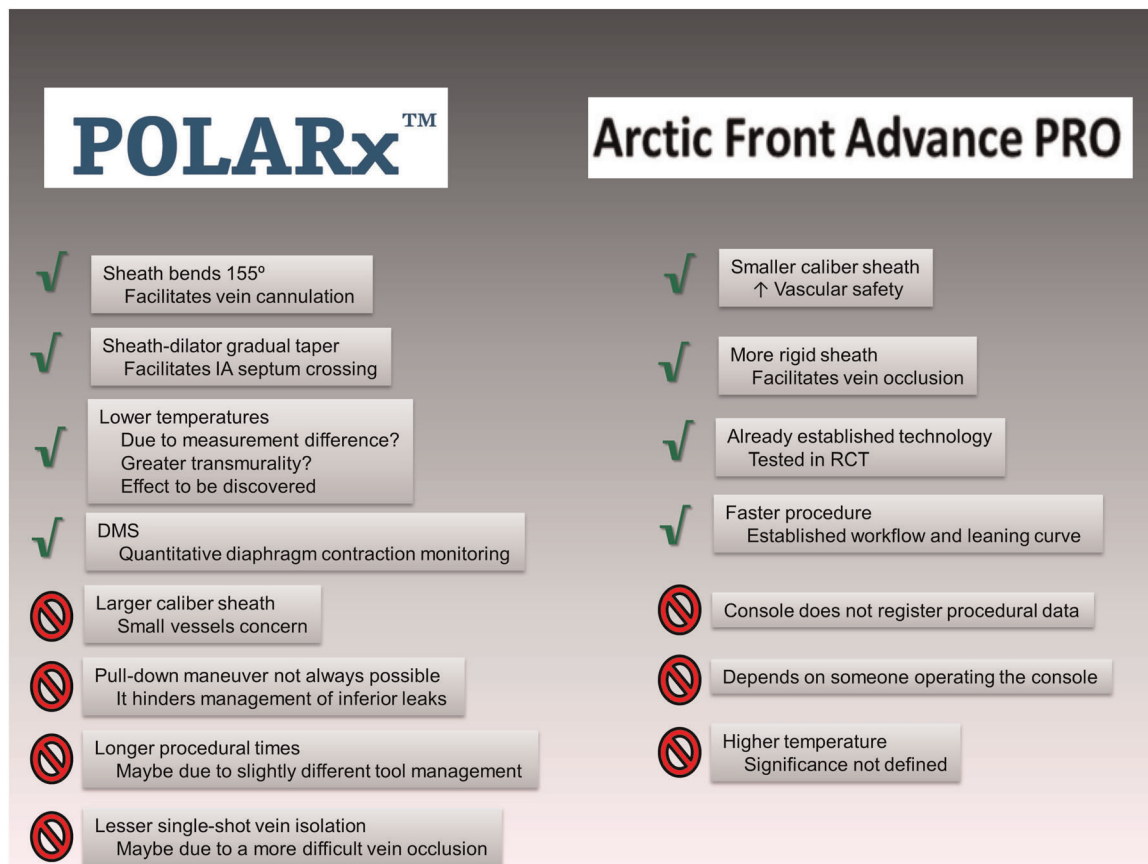 POLARx™
Sheath bends 155º
Facilitates vein cannulation
Sheath-dilator gradual taper
Facilitates IA septum crossing
Lower temperatures
Due to measurement difference?
Greater transmurality?
Effect to be discovered
DMS
Quantitative diaphragm contraction monitoring
Larger caliber sheath
Small vessels concern
Pull-down maneuver not always possible
It hinders management of inferior leaks
Longer procedural times
Maybe due to slightly different tool management
Lesser single-shot vein isolation
Maybe due to a more difficult vein occlusion
Arctic Front Advance PRO
Smaller caliber sheath
↑ Vascular safety
More rigid sheath
Facilitates vein occlusion
Already established technology
Tested in RCT
Faster procedure
Established workflow and leaning curve
Console does not register procedural data
Depends on someone operating the console
Higher temperature
Significance not defined